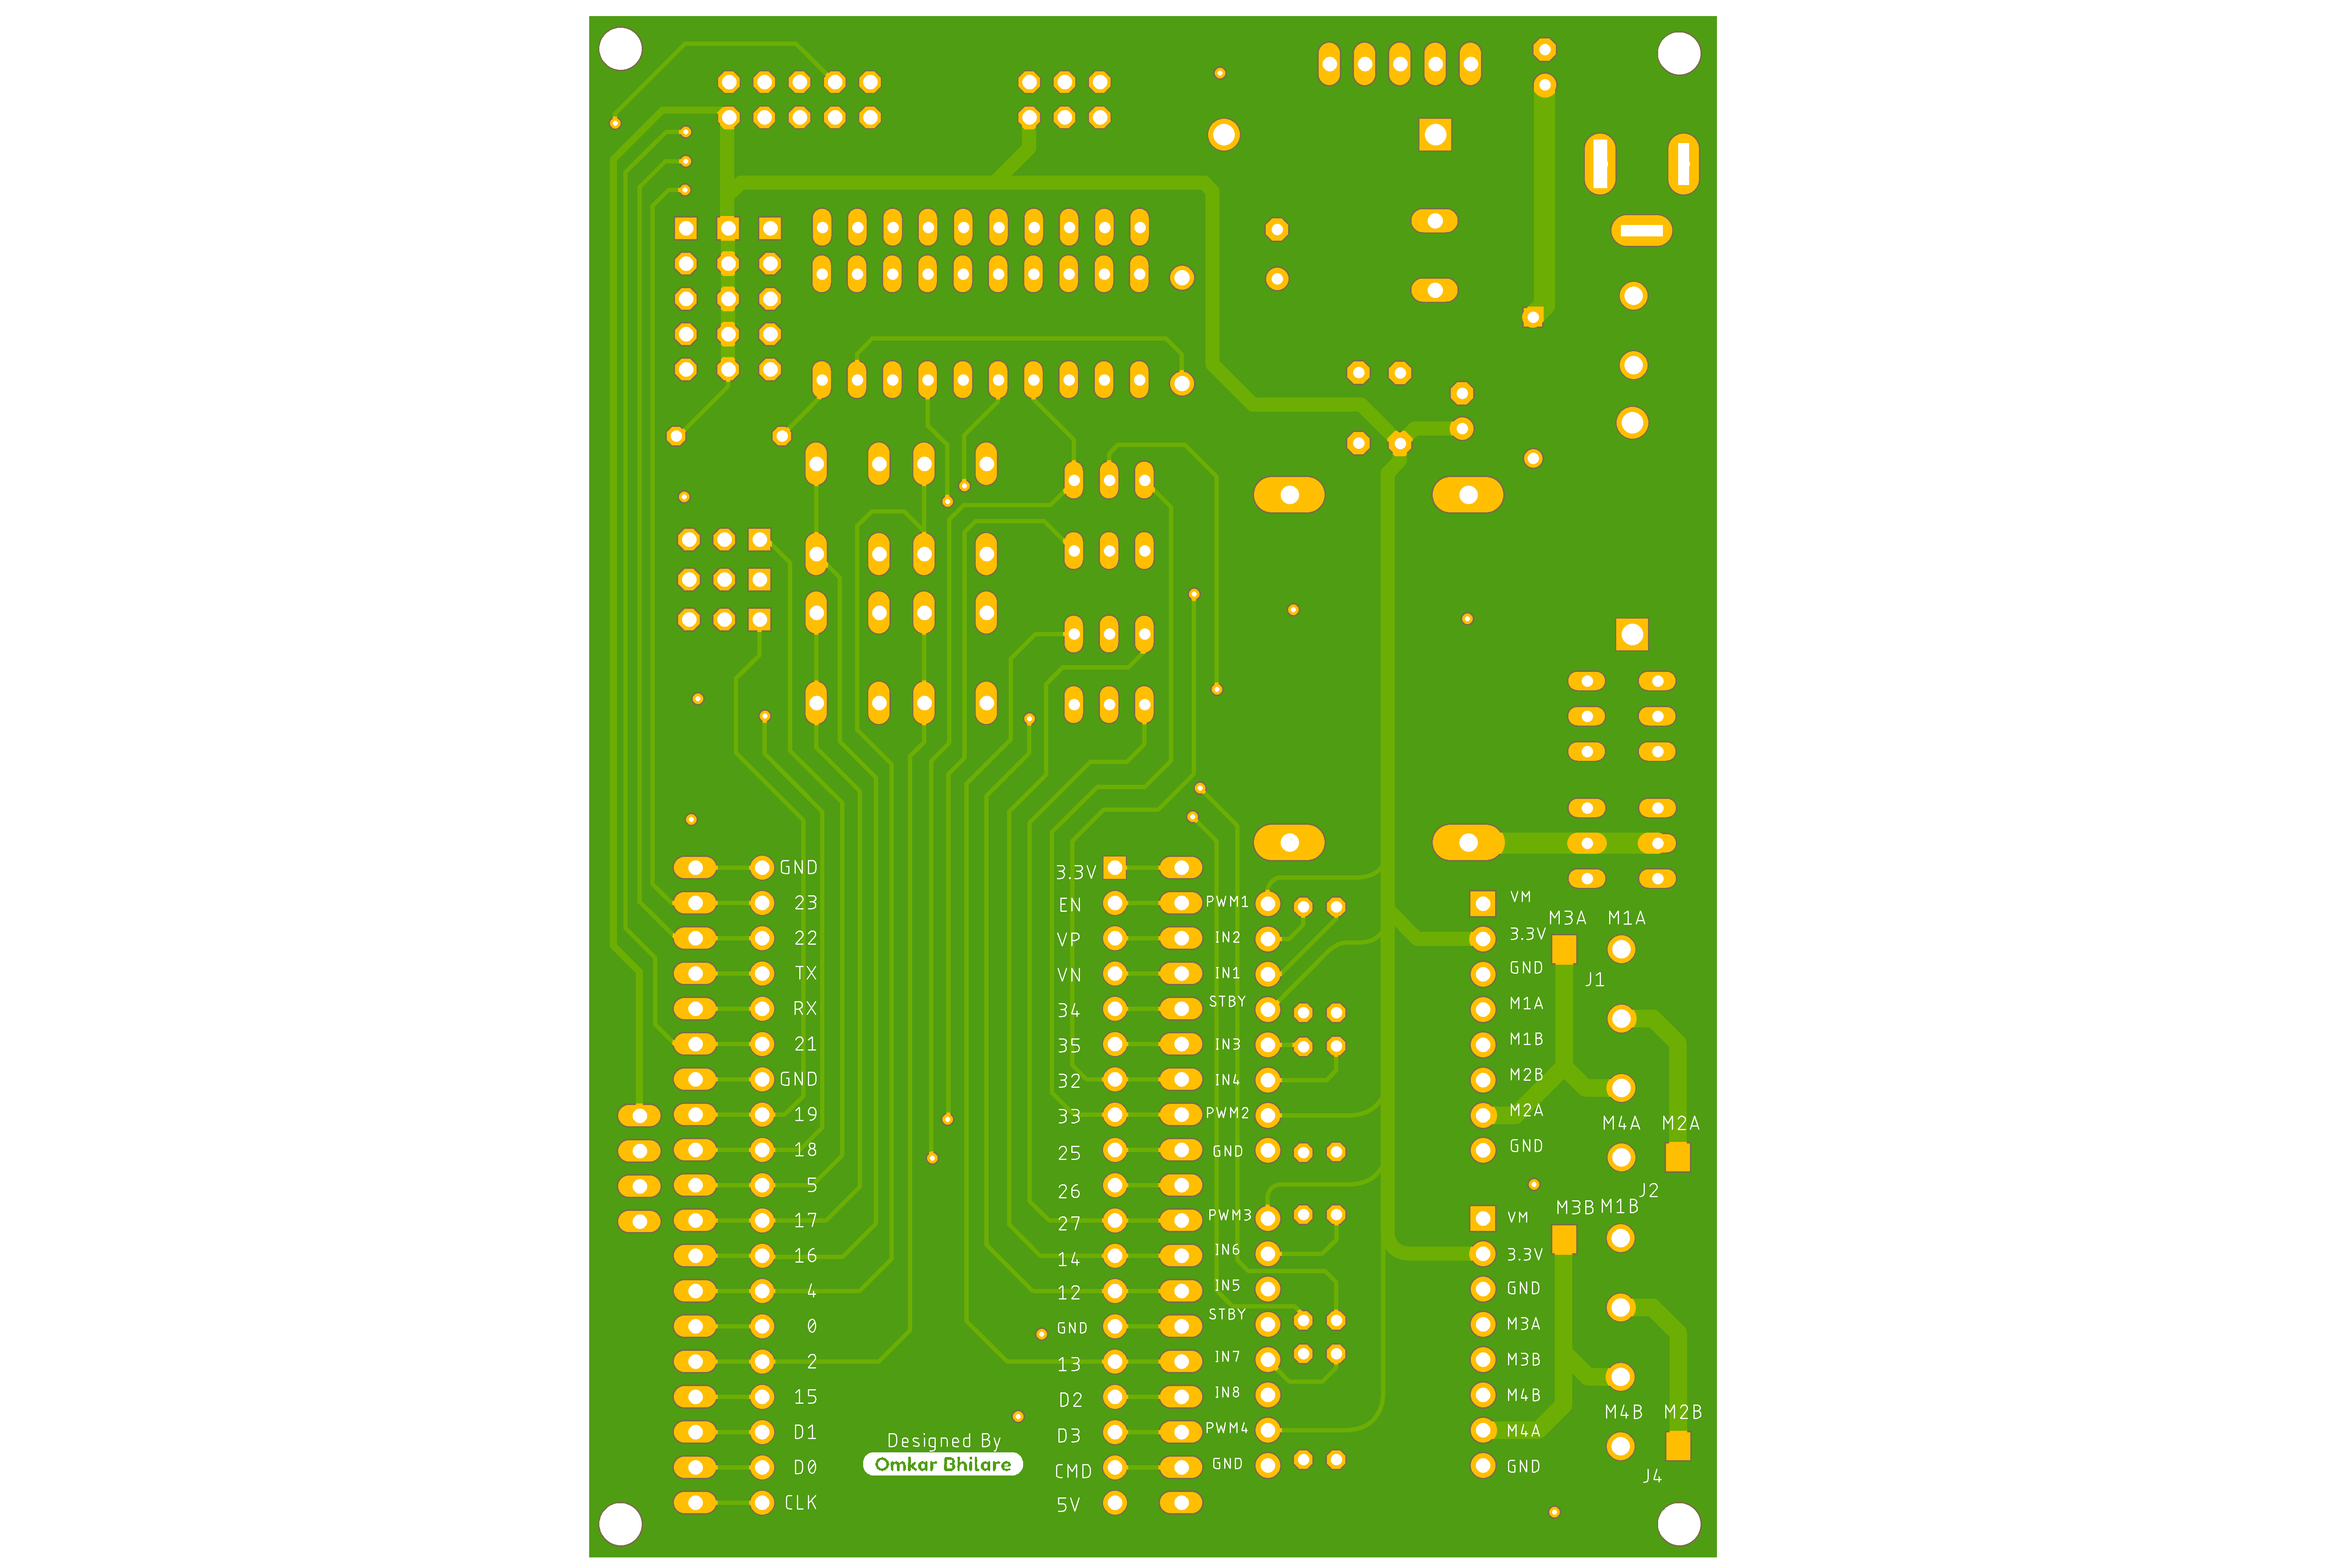 GND
23
22
TX
RX
21
GND
19
18
5
17
16
4
0
2
15
D1
D0
CLK
3.3V
EN
VP
VN
34
35
32
33
25
26
27
14
12
GND
13
D2
D3
CMD
5V
PWM1
IN2
IN1
STBY
IN3
IN4
PWM2
GND
PWM3
IN6
IN5
STBY
IN7
IN8
PWM4
GND
VM
3.3V
GND
M1A
M1B
M2B
M2A
GND
VM
3.3V
GND
M3A
M3B
M4B
M4A
GND
M3A M1A
J1
M4A M2A
J2
M3B M1B
M4B M2B
J4
Designed By
Omkar Bhilare